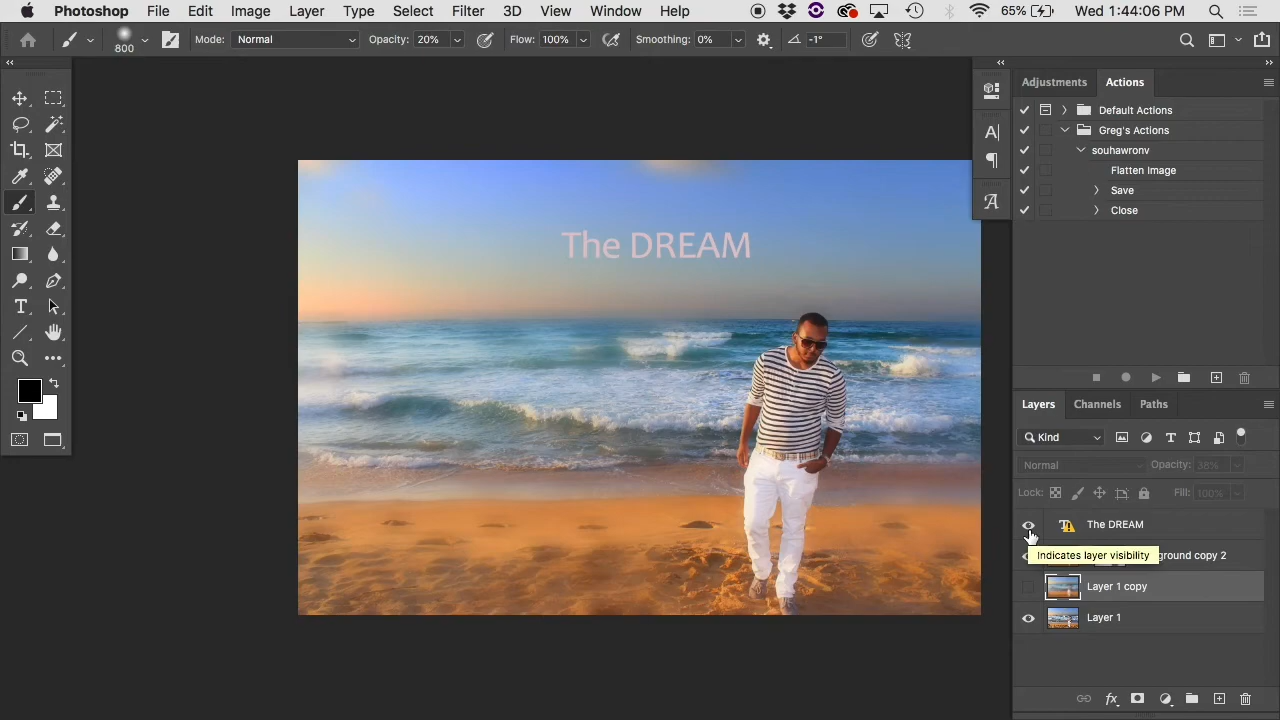 Photoshop File Edit Image Layer Type Select Filter 3D View Window Help 65% Wed 1:44:06 PM
800 Mode: Normal Opacity: 20% Flow: 100% Smoothing: 0% -1°
Adjustments Actions
Default Actions
Greg's Actions
souhawronv
Flatten Image
Save
Close
The DREAM
Layers Channels Paths
Kind
Normal Opacity: 38%
Lock: Fill: 100%
The DREAM
Indicates layer visibility ground copy 2
Layer 1 copy
Layer 1